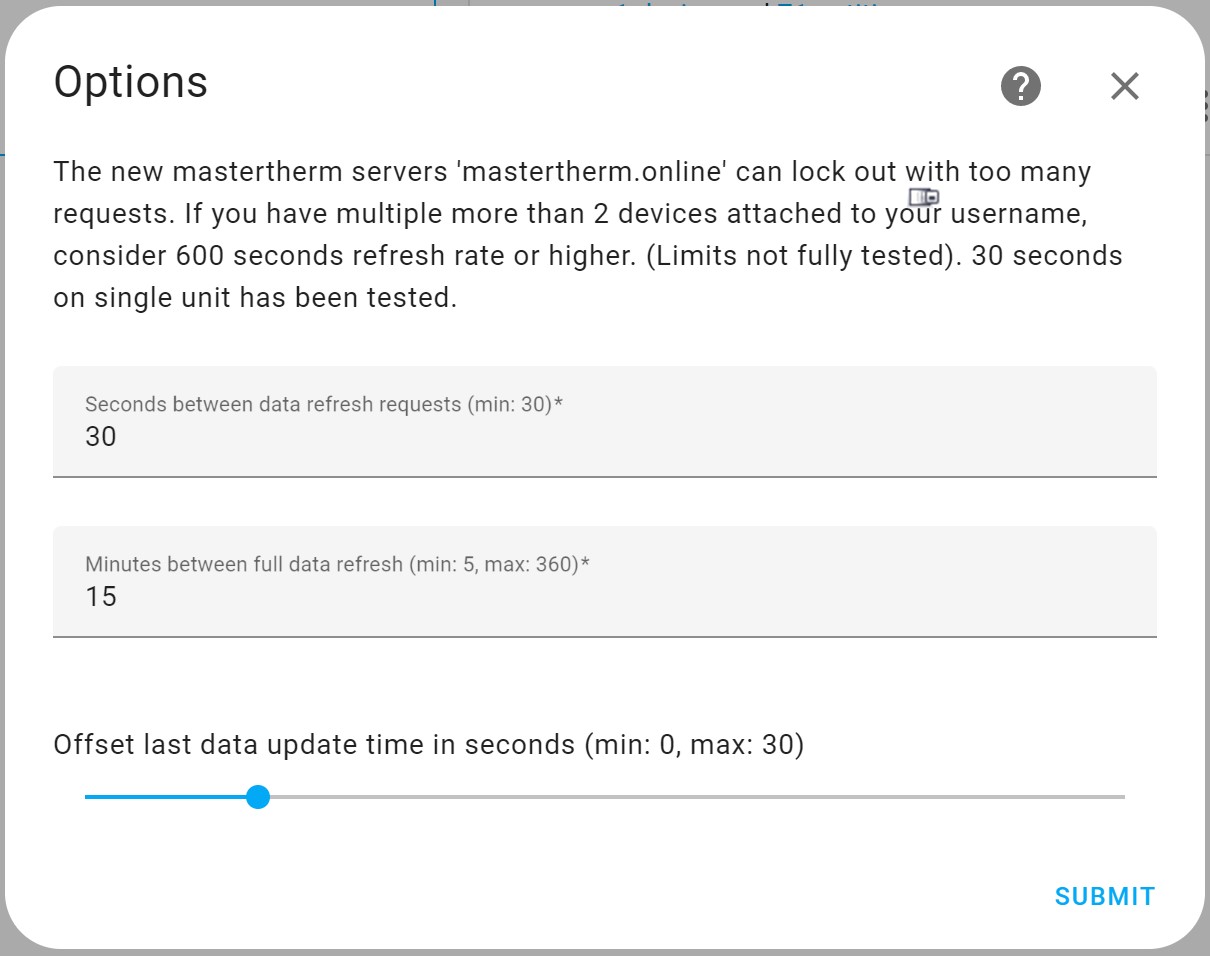 Options
The new mastertherm servers 'mastertherm.online' can lock out with too many
requests. If you have multiple more than 2 devices attached to your username,
consider 600 seconds refresh rate or higher. (Limits not fully tested). 30 seconds
on single unit has been tested.
Seconds between data refresh requests (min: 30)*
30
Minutes between full data refresh (min: 5, max: 360)*
15
Offset last data update time in seconds (min: 0, max: 30)
SUBMIT